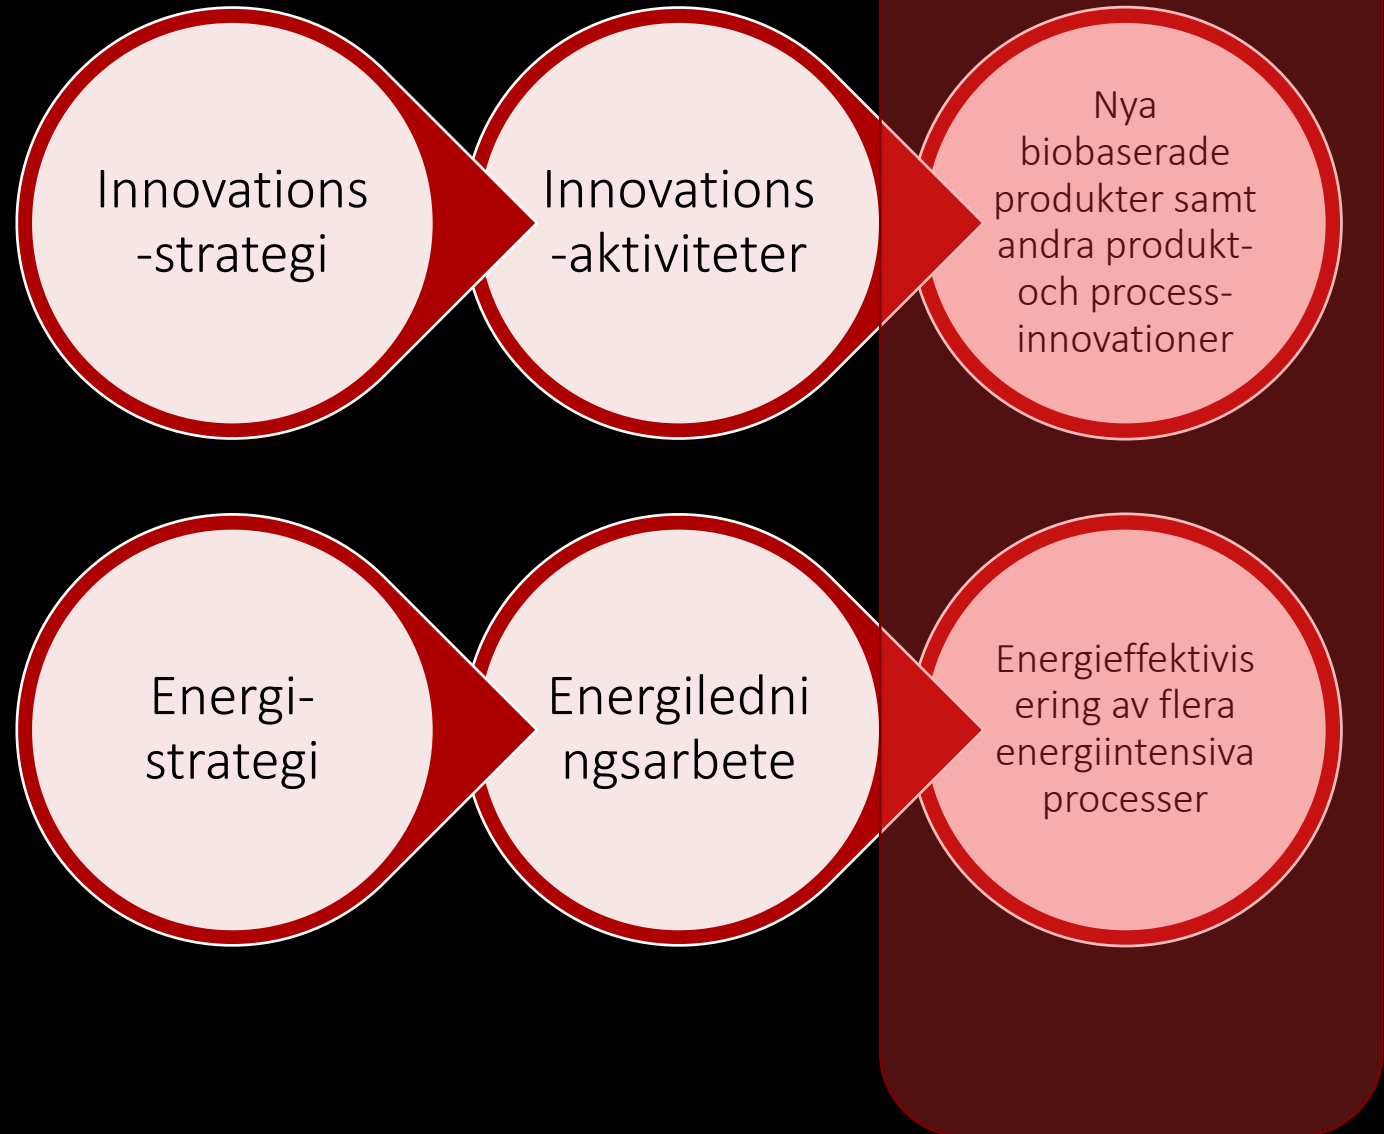 Innovations
-strategi
Innovations
-aktiviteter
Nya
biobaserade
produkter samt
andra produkt-
och process-
innovationer
Energi-
strategi
Energiledni
ngsarbete
Energieffektivis
ering av flera
energiintensiva
processer